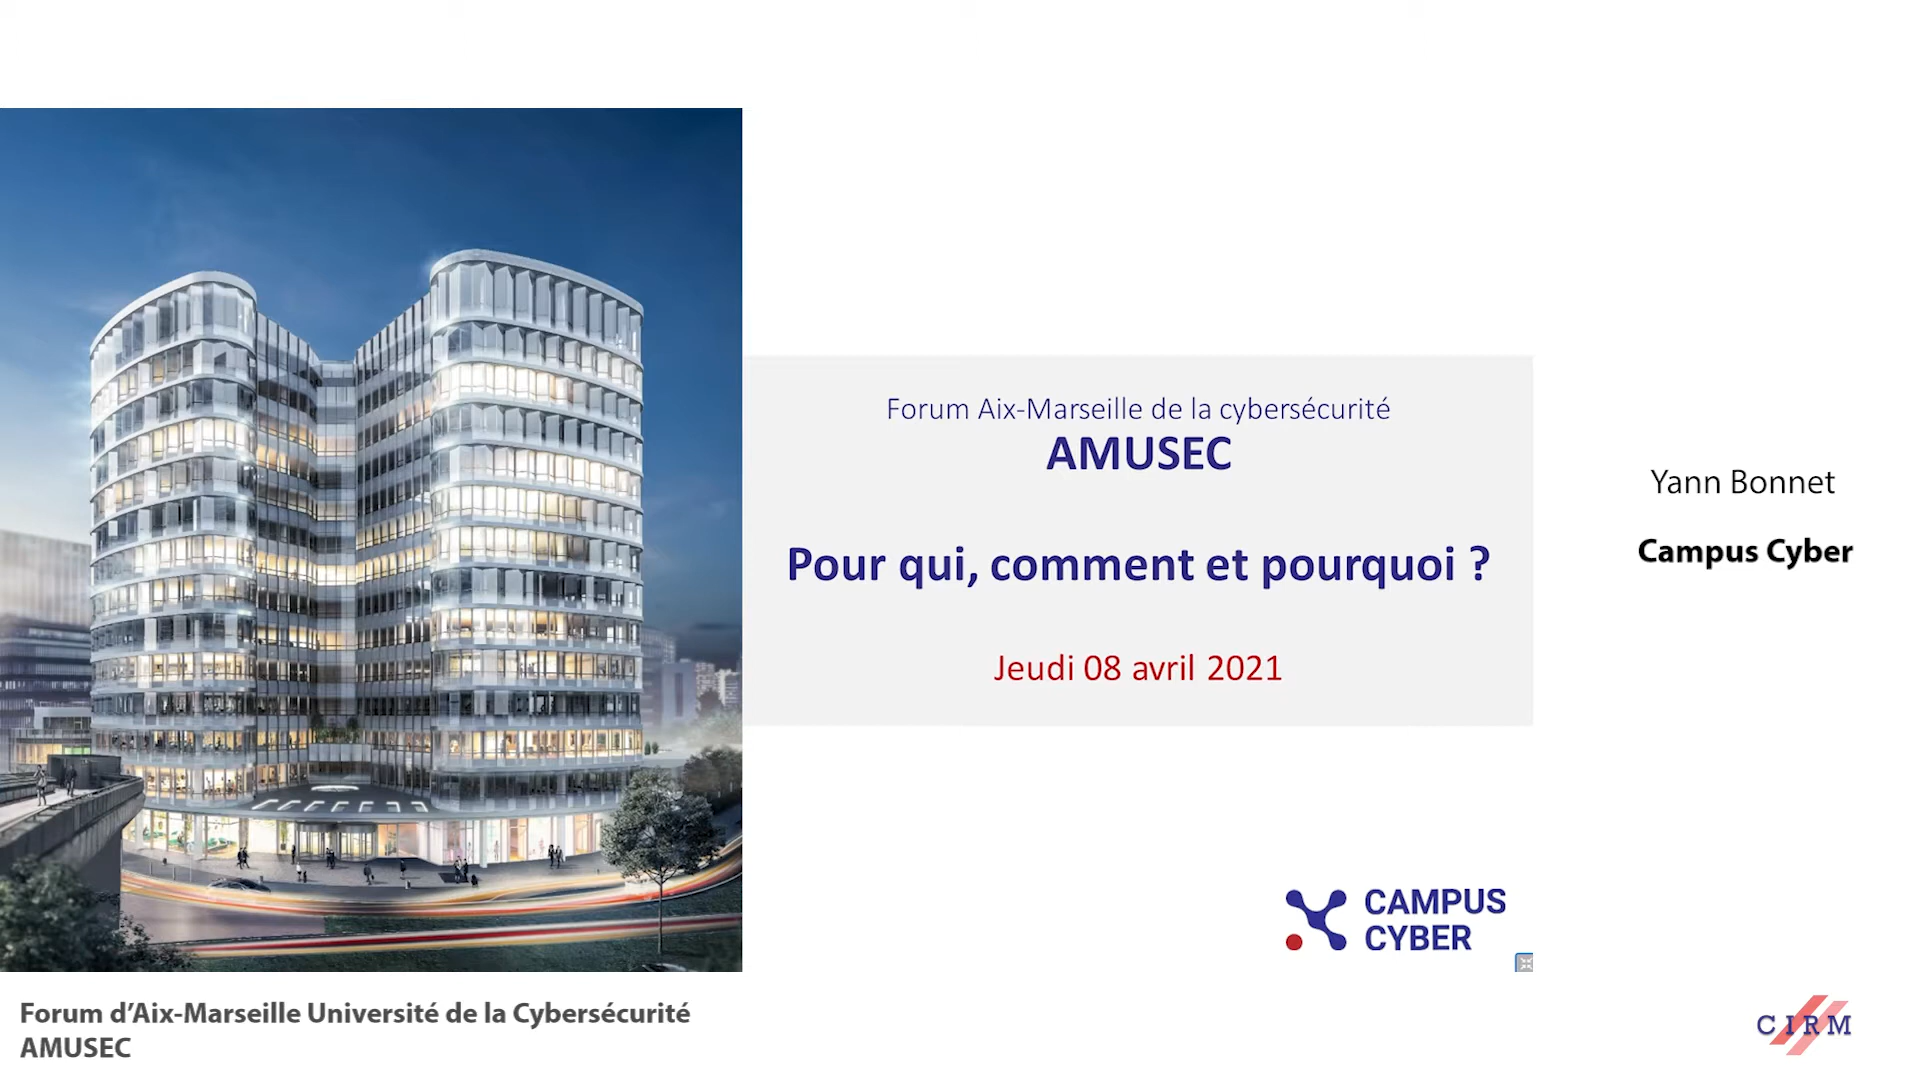 Forum Aix-Marseille de la cybersécurité
AMUSEC
Pour qui, comment et pourquoi ?
Jeudi 08 avril 2021
Yann Bonnet
Campus Cyber
CAMPUS
CYBER
Forum d’Aix-Marseille Université de la Cybersécurité
AMUSEC
CIRM